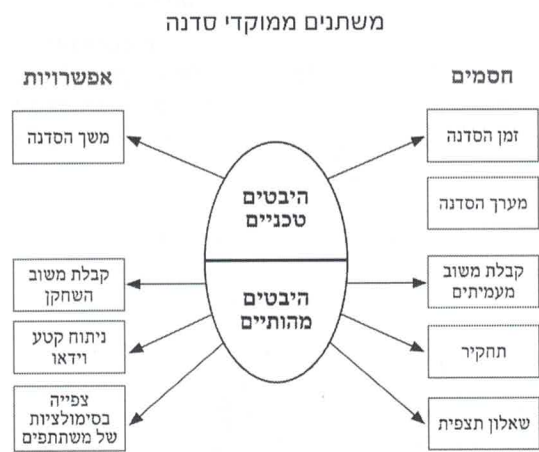 משתנים ממוקדי סדנה
חסמים
אפשרויות
זמן הסדנה
משך הסדנה
מערך הסדנה
היבטים
טכניים
היבטים
מהותיים
קבלת משוב
מעמיתים
קבלת משוב
השחקן
תחקיר
ניתוח קטע
וידאו
שאלון תצפית
צפייה
בסימולציות
של משתתפים